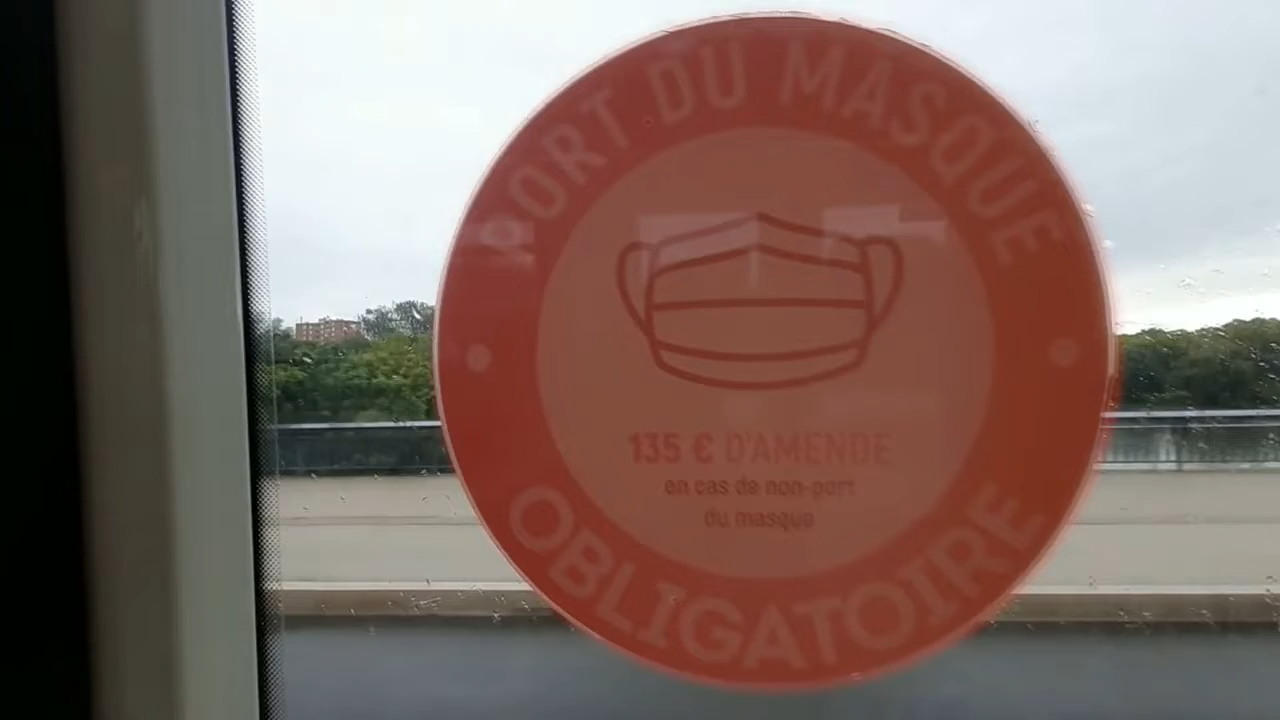 PORT DU MASQUE
135 € D'AMENDE
en cas de non-port
du masque
OBLIGATOIRE